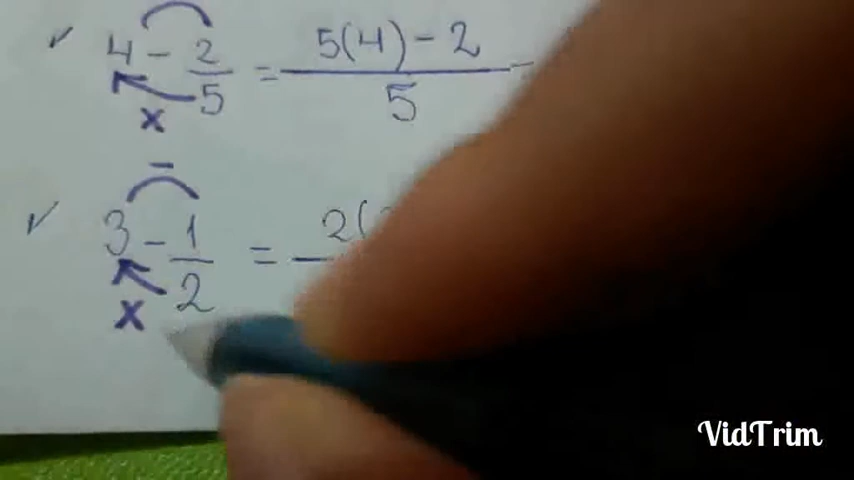 ✓ 4 - 2/5 = 5(4) - 2 / 5
-
✓ 3 - 1/2 = 2(
x
x
VidTrim